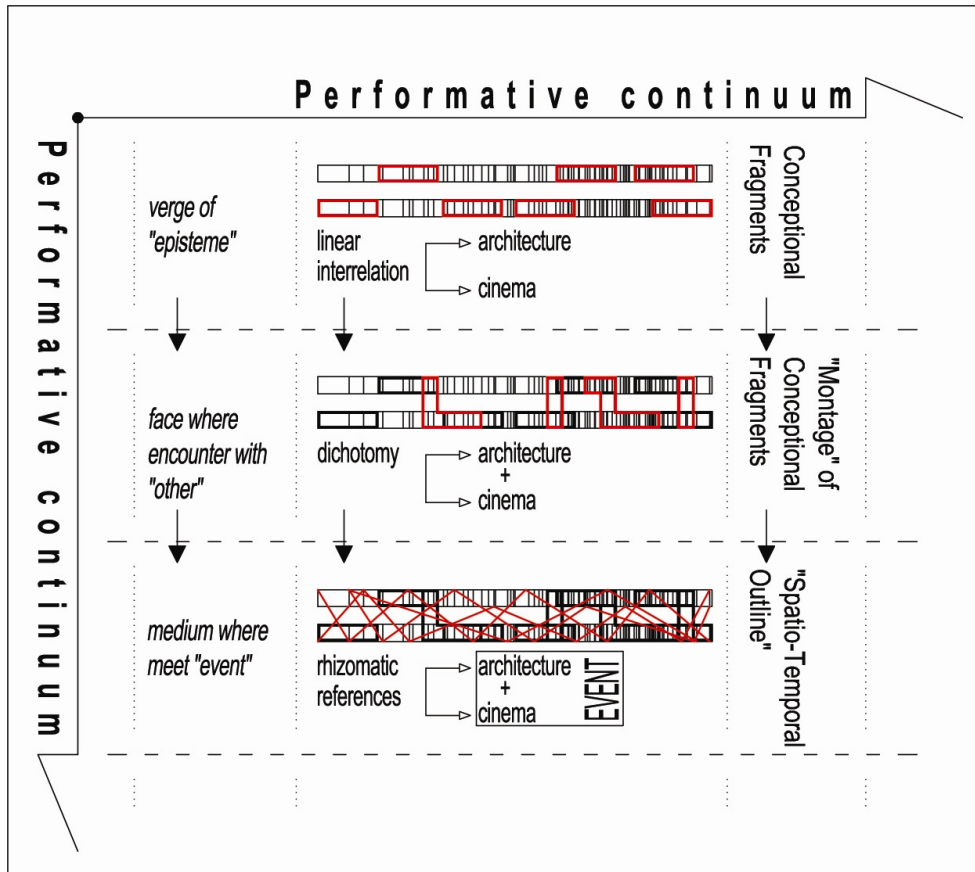 Performative continuum
Performative continuum
verge of
"episteme"
linear
interrelation
architecture
cinema
Conceptional
Fragments
face where
encounter with
"other"
dichotomy
architecture
+
cinema
"Montage" of
Conceptional
Fragments
medium where
meet "event"
rhizomatic
references
architecture
+
cinema
EVENT
"Spatio-Temporal
Outline"